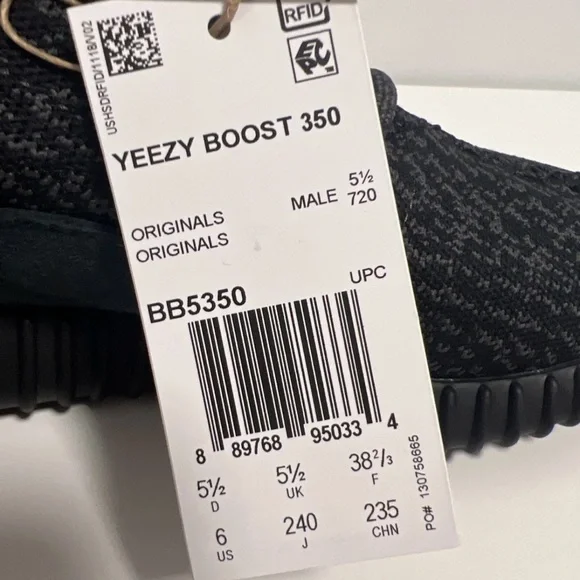 USHSDRFID/1118/V02
RFID
EPC
YEEZY BOOST 350
5½
MALE 720
ORIGINALS
ORIGINALS
BB5350
UPC
8 89768 95033 4
5½ 5½ 38²/₃
D UK F
6 240 235
US J CHN
PO# 130758665